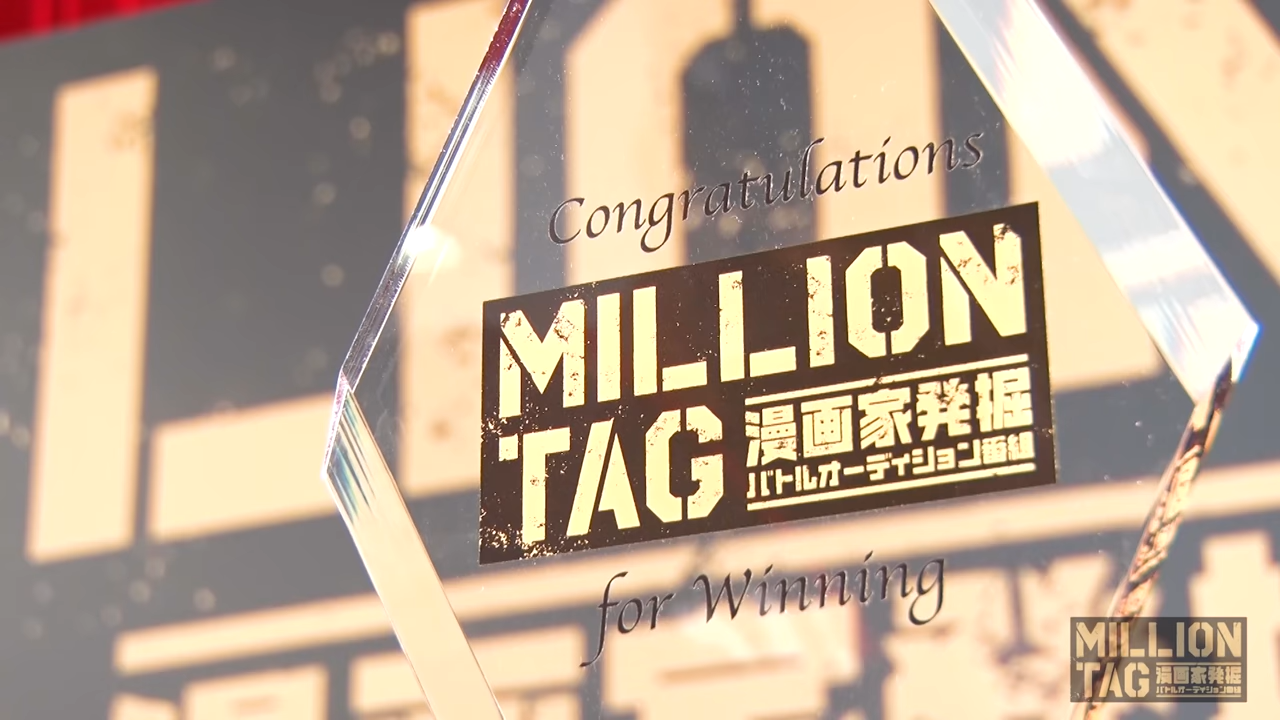 LION
Congratulations
MILLION
TAG 漫画家発掘
バトルオーディション番組
for Winning
MILLION
TAG 漫画家発掘
バトルオーディション番組